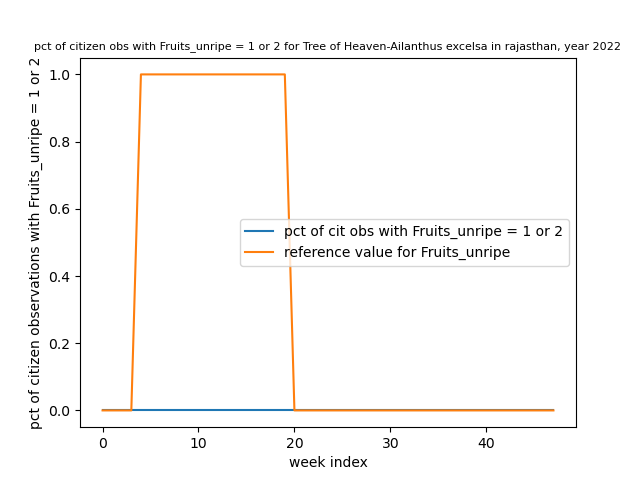 pct of citizen obs with Fruits_unripe = 1 or 2 for Tree of Heaven-Ailanthus excelsa in rajasthan, year 2022
pct of citizen observations with Fruits_unripe = 1 or 2
1.0
0.8
0.6
0.4
0.2
0.0
pct of cit obs with Fruits_unripe = 1 or 2
reference value for Fruits_unripe
0 10 20 30 40
week index